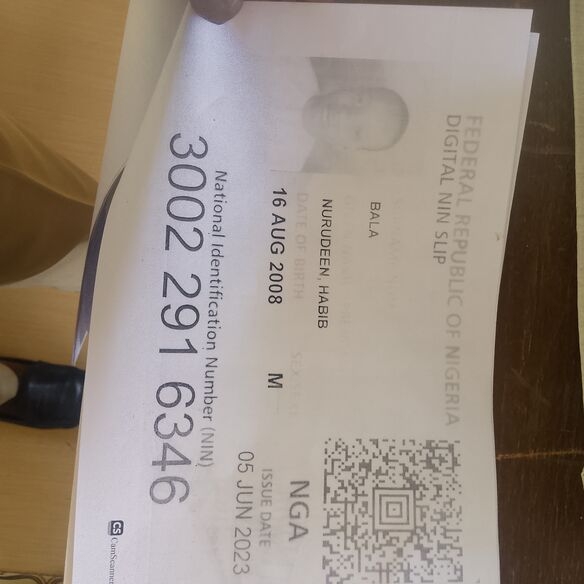 FEDERAL REPUBLIC OF NIGERIA
DIGITAL NIN SLIP
BALA
NURUDEEN, HABIB
DATE OF BIRTH
16 AUG 2008
M
NGA
ISSUE DATE
05 JUN 2023
National Identification Number (NIN)
3002 291 6346
CS CamScanner